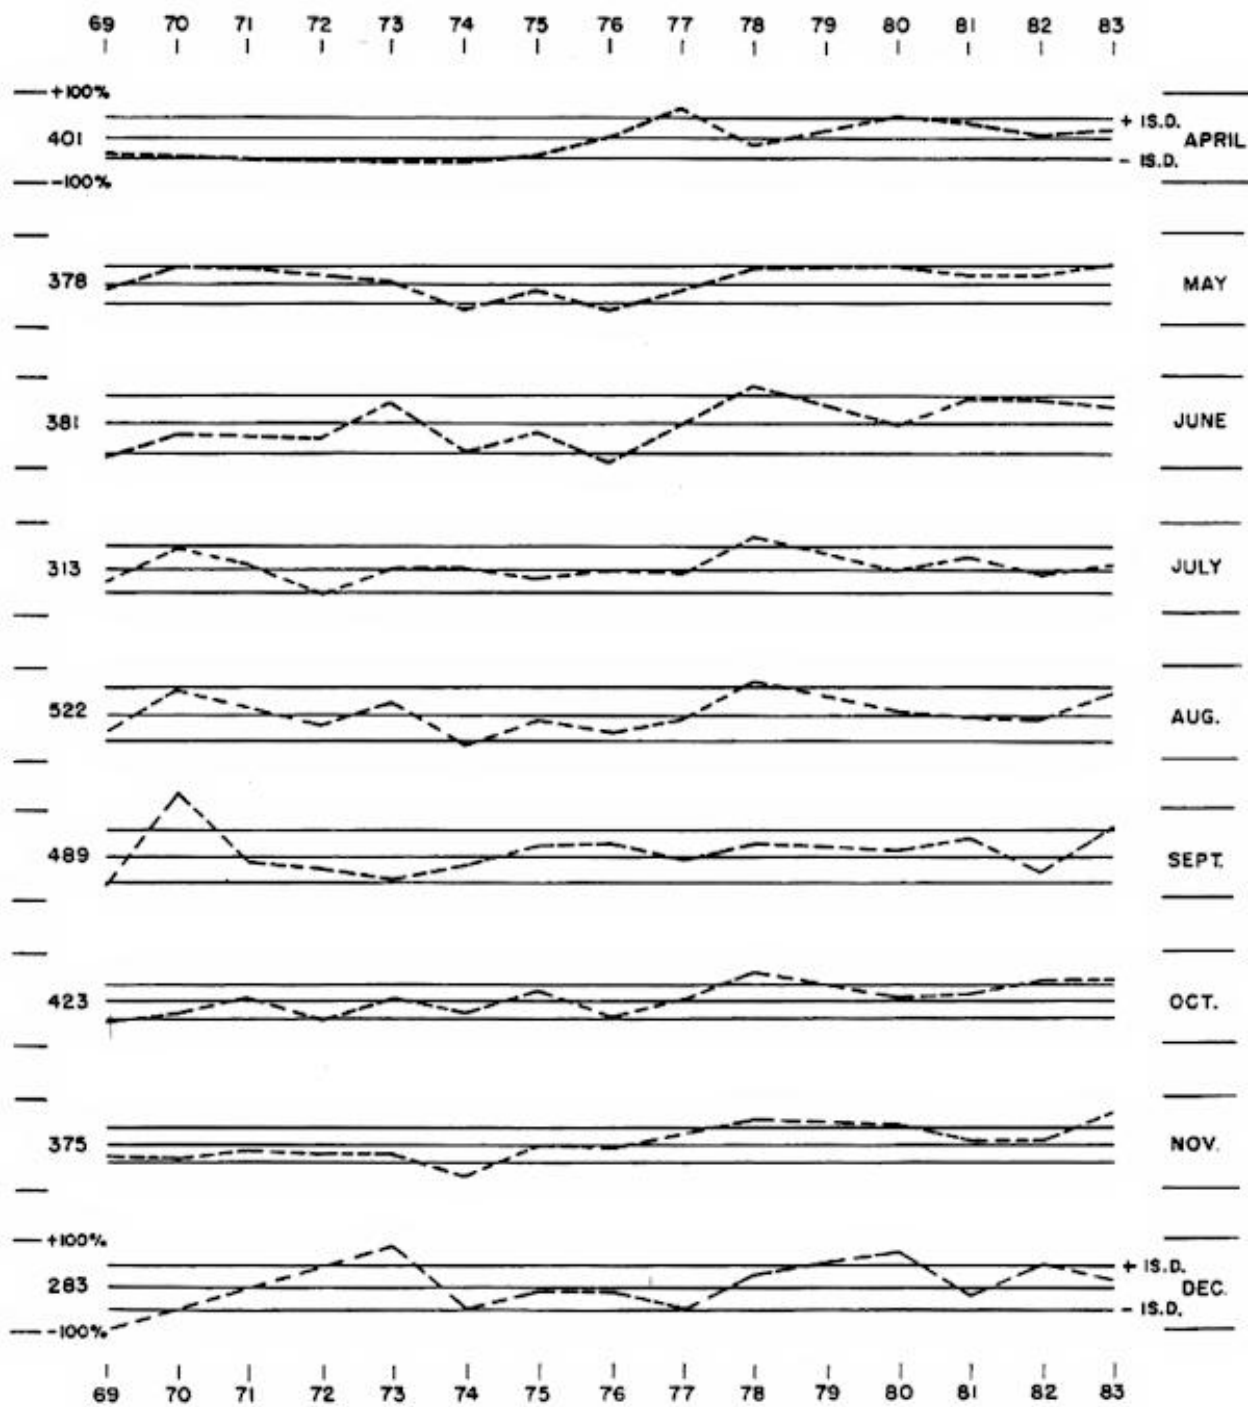 69 70 71 72 73 74 75 76 77 78 79 80 81 82 83
+100%
401 + 1S.D. APRIL
- 1S.D.
-100%
378 MAY
381 JUNE
313 JULY
522 AUG.
489 SEPT.
423 OCT.
375 NOV.
+100%
283 + 1S.D. DEC.
- 1S.D.
-100%
69 70 71 72 73 74 75 76 77 78 79 80 81 82 83